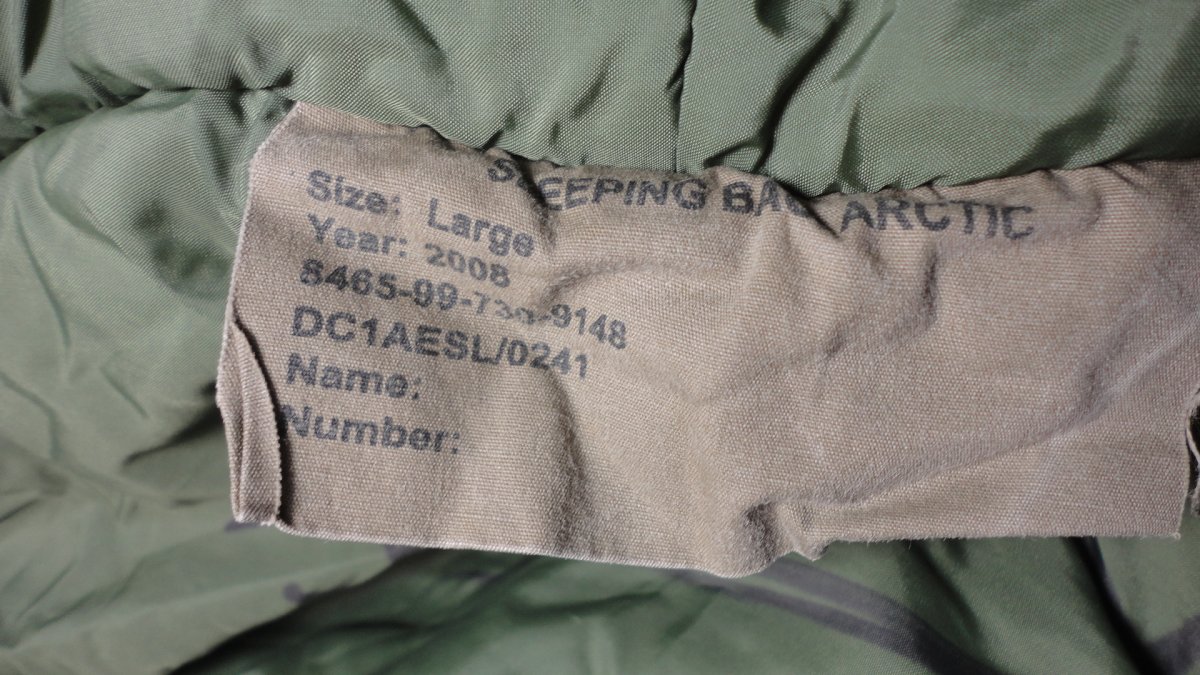 SLEEPING BAG ARCTIC
Size: Large
Year: 2008
DC1AESL/0241
Name:
Number: